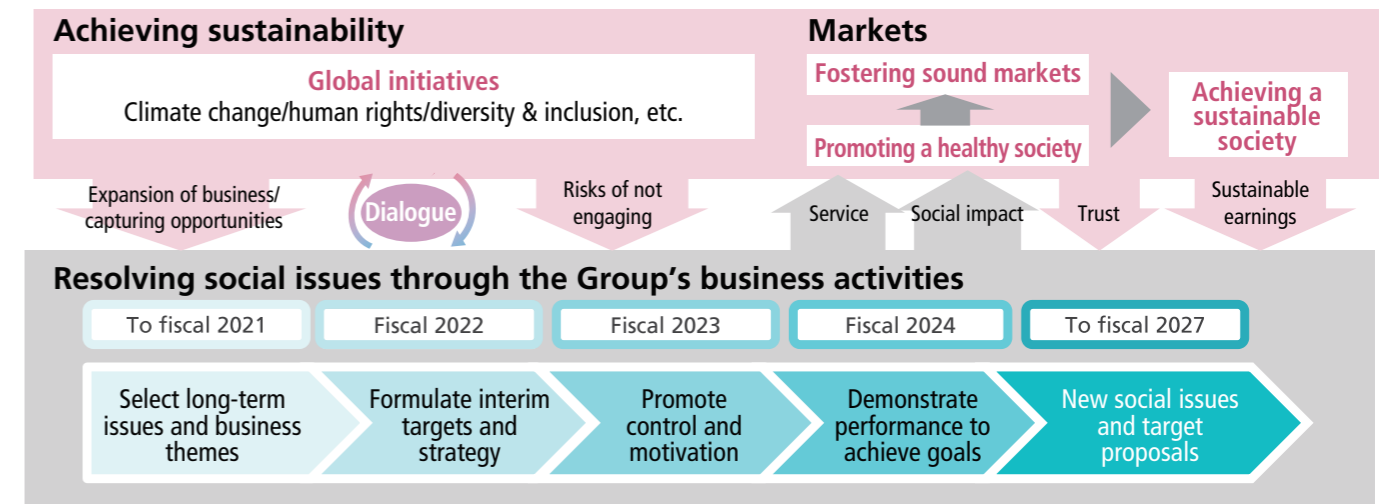 Achieving sustainability
Global initiatives
Climate change/human rights/diversity & inclusion, etc.
Markets
Fostering sound markets
Promoting a healthy society
Achieving a
sustainable
society
Expansion of business/
capturing opportunities
Dialogue
Risks of not
engaging
Service
Social impact
Trust
Sustainable
earnings
Resolving social issues through the Group’s business activities
To fiscal 2021
Fiscal 2022
Fiscal 2023
Fiscal 2024
To fiscal 2027
Select long-term
issues and business
themes
Formulate interim
targets and
strategy
Promote
control and
motivation
Demonstrate
performance to
achieve goals
New social issues
and target
proposals